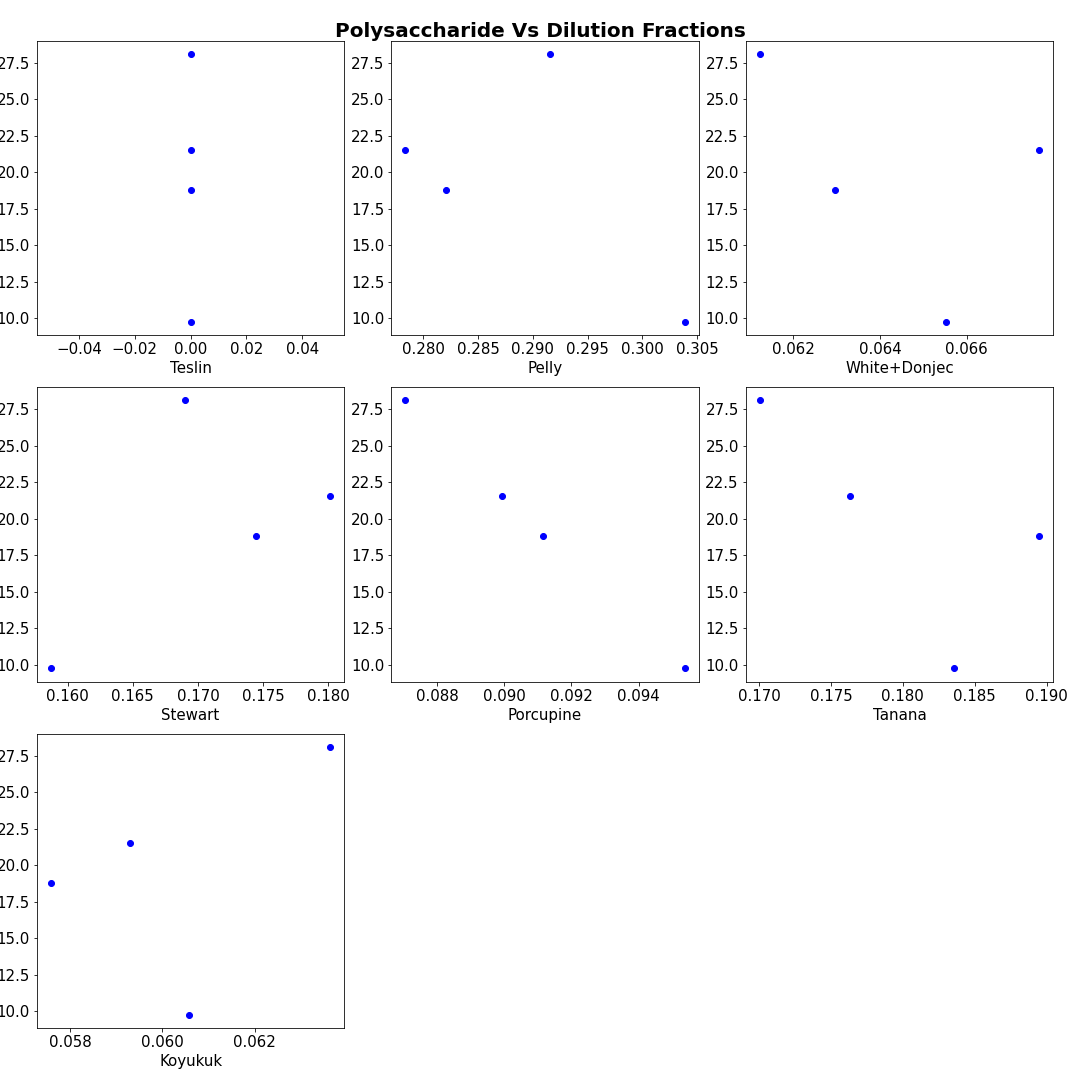 Polysaccharide Vs Dilution Fractions
27.5 27.5 27.5
25.0 25.0 25.0
22.5 22.5 22.5
20.0 20.0 20.0
17.5 17.5 17.5
15.0 15.0 15.0
12.5 12.5 12.5
10.0 10.0 10.0
−0.04 −0.02 0.00 0.02 0.04 0.280 0.285 0.290 0.295 0.300 0.305 0.062 0.064 0.066
Teslin Pelly White+Donjec
27.5 27.5 27.5
25.0 25.0 25.0
22.5 22.5 22.5
20.0 20.0 20.0
17.5 17.5 17.5
15.0 15.0 15.0
12.5 12.5 12.5
10.0 10.0 10.0
0.160 0.165 0.170 0.175 0.180 0.088 0.090 0.092 0.094 0.170 0.175 0.180 0.185 0.190
Stewart Porcupine Tanana
27.5
25.0
22.5
20.0
17.5
15.0
12.5
10.0
0.058 0.060 0.062
Koyukuk